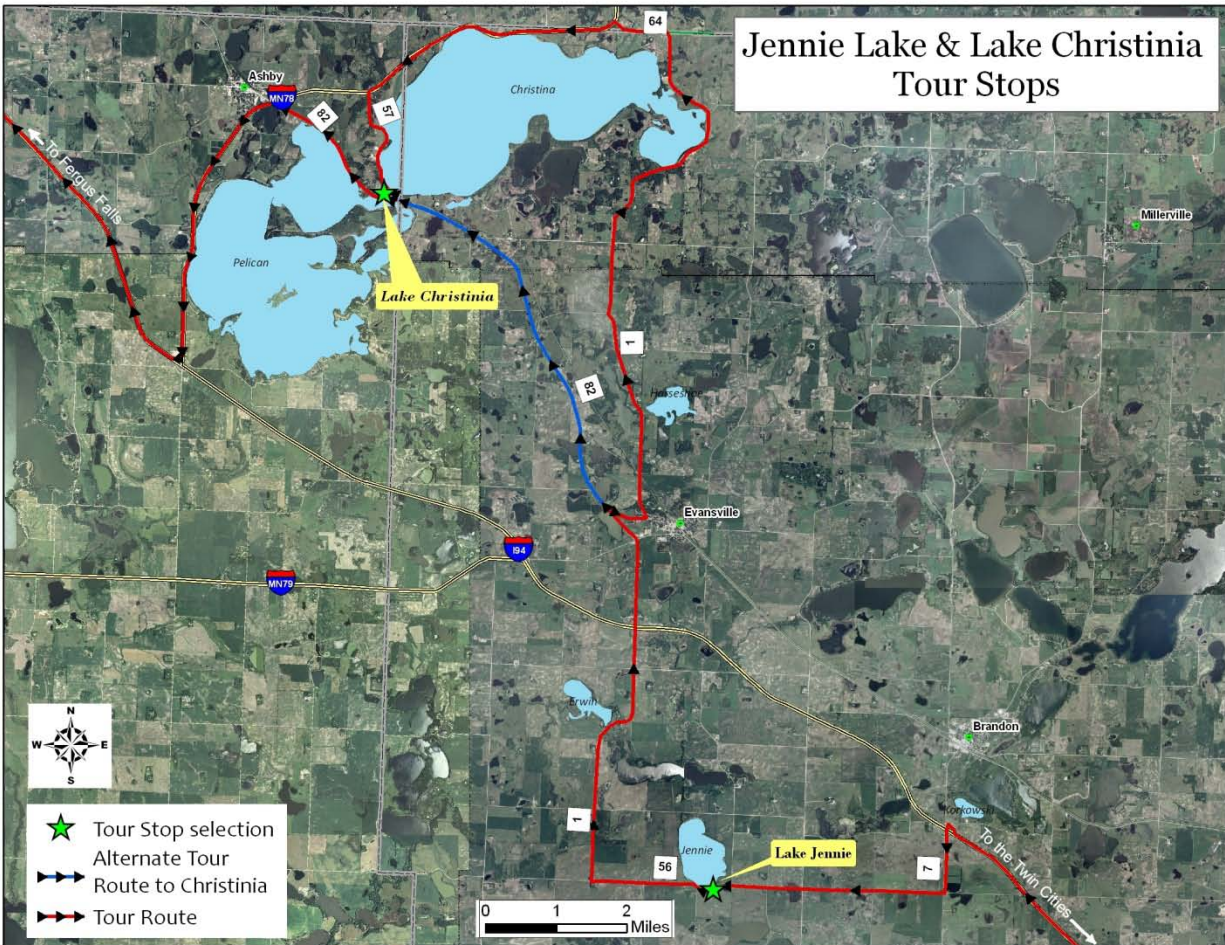 Jennie Lake & Lake Christinia
Tour Stops
64
Christina
Ashby
MN78
57
82
To Fergus Falls
Millerville
Pelican
Lake Christinia
1
82
Horseshoe
Evansville
I94
MN79
Erwin
Brandon
Korkowski
1
Jennie
Lake Jennie
56
7
To the Twin Cities
N
W E
S
Tour Stop selection
Alternate Tour
Route to Christinia
Tour Route
0 1 2
Miles